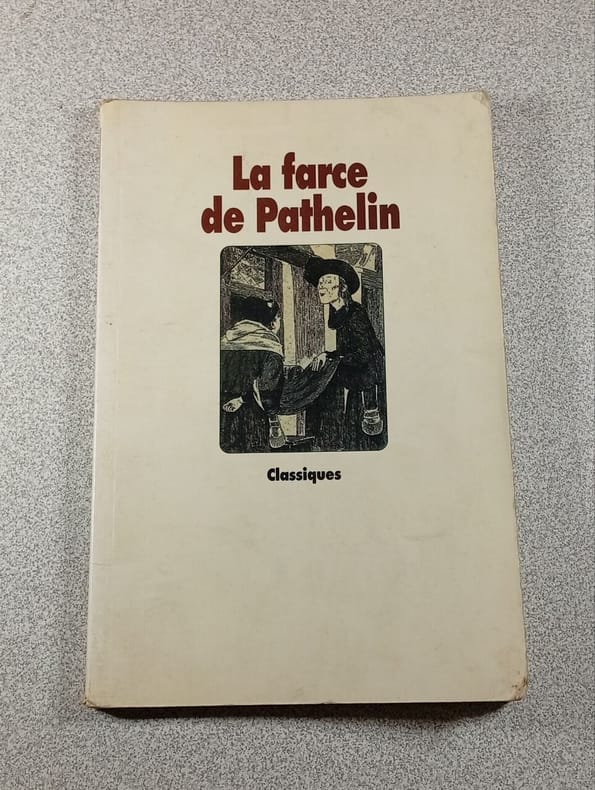 La farce
de Pathelin
Classiques